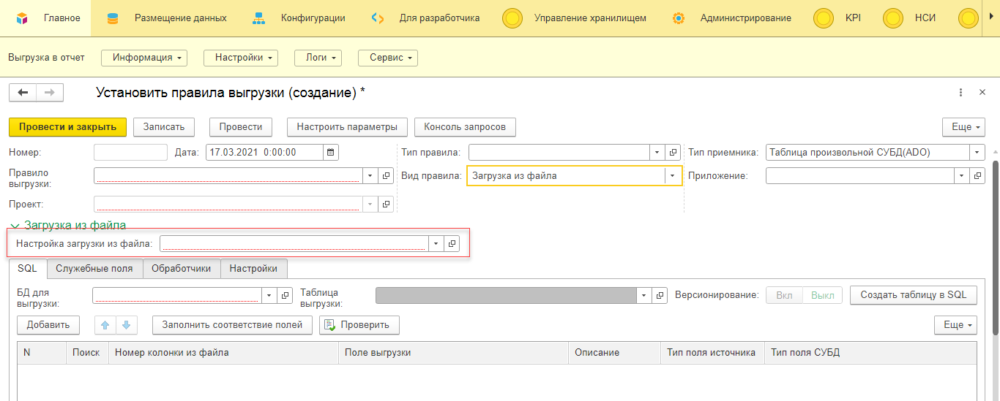 Главное Размещение данных Конфигурации Для разработчика Управление хранилищем Администрирование KPI НСИ
Выгрузка в отчет Информация Настройки Логи Сервис
Установить правила выгрузки (создание) *
Провести и закрыть Записать Провести Настроить параметры Консоль запросов Еще
Номер: Дата: 17.03.2021 0:00:00 Тип правила: Тип приемника: Таблица произвольной СУБД(ADO)
Правило выгрузки: Вид правила: Загрузка из файла Приложение:
Проект:
Загрузка из файла
Настройка загрузки из файла:
SQL Служебные поля Обработчики Настройки
БД для выгрузки: Таблица выгрузки: Версионирование: Вкл Выкл Создать таблицу в SQL
Добавить Заполнить соответствие полей Проверить Еще
N Поиск Номер колонки из файла Поле выгрузки Описание Тип поля источника Тип поля СУБД